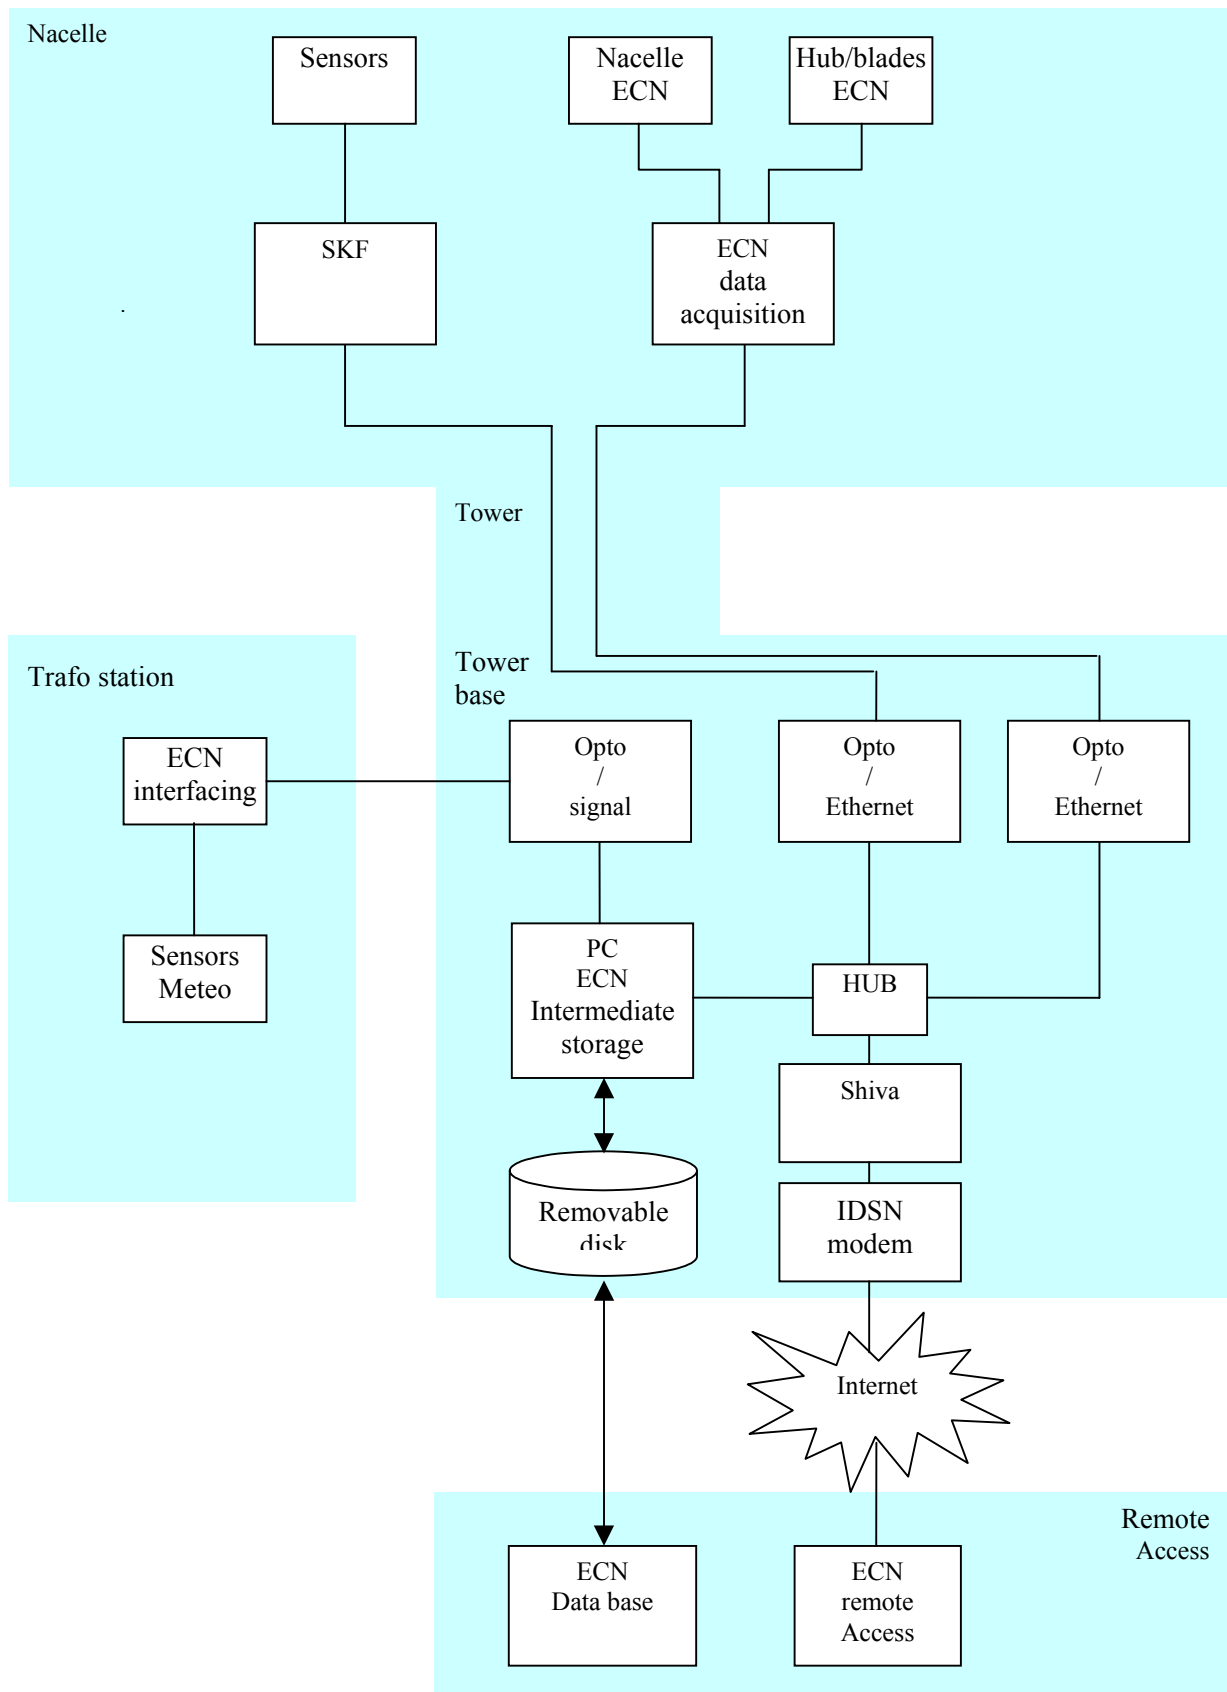 Nacelle
Sensors
Nacelle
ECN
Hub/blades
ECN
SKF
ECN
data
acquisition
.
Tower
Trafo station
Tower
base
ECN
interfacing
Opto
/
signal
Opto
/
Ethernet
Opto
/
Ethernet
Sensors
Meteo
PC
ECN
Intermediate
storage
HUB
Shiva
Removable
disk
IDSN
modem
Internet
Remote
Access
ECN
Data base
ECN
remote
Access